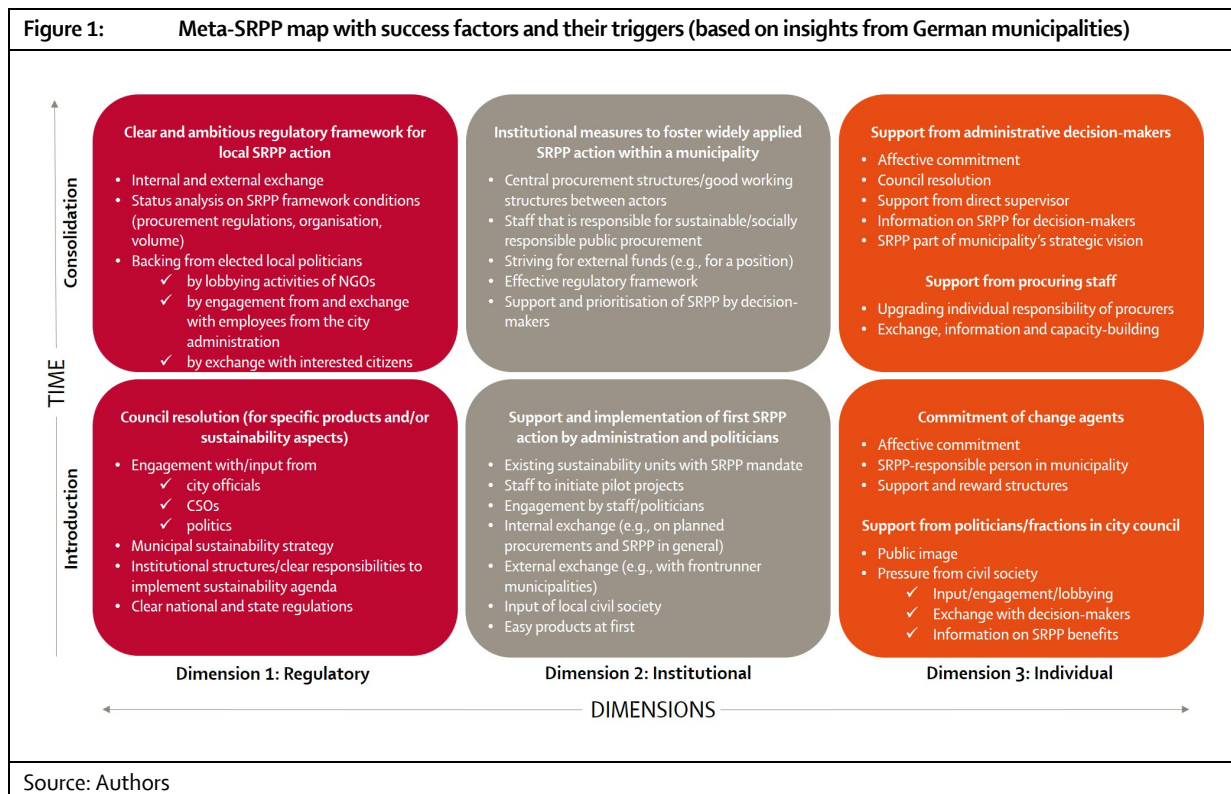 Figure 1: Meta-SRPP map with success factors and their triggers (based on insights from German municipalities)
TIME
Consolidation
Clear and ambitious regulatory framework for
local SRPP action
• Internal and external exchange
• Status analysis on SRPP framework conditions
(procurement regulations, organisation,
volume)
• Backing from elected local politicians
✓ by lobbying activities of NGOs
✓ by engagement from and exchange
with employees from the city
administration
✓ by exchange with interested citizens
Institutional measures to foster widely applied
SRPP action within a municipality
• Central procurement structures/good working
structures between actors
• Staff that is responsible for sustainable/socially
responsible public procurement
• Striving for external funds (e.g., for a position)
• Effective regulatory framework
• Support and prioritisation of SRPP by decision-
makers
Support from administrative decision-makers
• Affective commitment
• Council resolution
• Support from direct supervisor
• Information on SRPP for decision-makers
• SRPP part of municipality's strategic vision
Support from procuring staff
• Upgrading individual responsibility of procurers
• Exchange, information and capacity-building
Introduction
Council resolution (for specific products and/or
sustainability aspects)
• Engagement with/input from
✓ city officials
✓ CSOs
✓ politics
• Municipal sustainability strategy
• Institutional structures/clear responsibilities to
implement sustainability agenda
• Clear national and state regulations
Support and implementation of first SRPP
action by administration and politicians
• Existing sustainability units with SRPP mandate
• Staff to initiate pilot projects
• Engagement by staff/politicians
• Internal exchange (e.g., on planned
procurements and SRPP in general)
• External exchange (e.g., with frontrunner
municipalities)
• Input of local civil society
• Easy products at first
Commitment of change agents
• Affective commitment
• SRPP-responsible person in municipality
• Support and reward structures
Support from politicians/fractions in city council
• Public image
• Pressure from civil society
✓ Input/engagement/lobbying
✓ Exchange with decision-makers
✓ Information on SRPP benefits
Dimension 1: Regulatory
Dimension 2: Institutional
Dimension 3: Individual
DIMENSIONS
Source: Authors